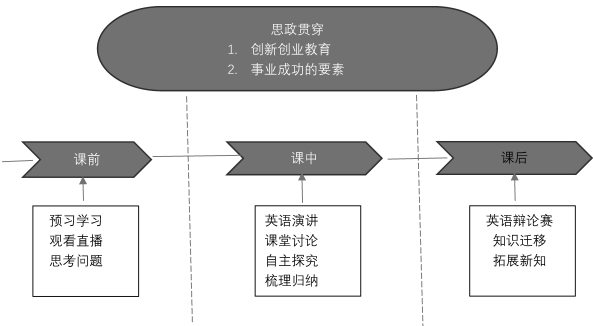 思政贯穿
1. 创新创业教育
2. 事业成功的要素
课前
课中
课后
预习学习
观看直播
思考问题
英语演讲
课堂讨论
自主探究
梳理归纳
英语辩论赛
知识迁移
拓展新知